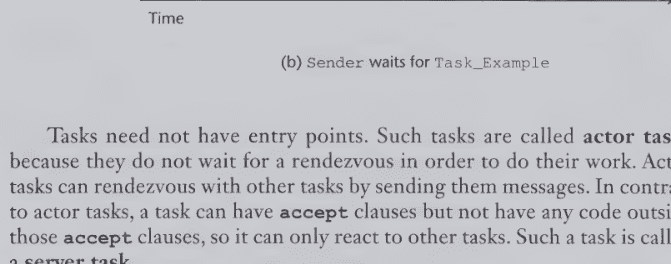 Time
(b) Sender waits for Task_Example
Tasks need not have entry points. Such tasks are called actor tas
because they do not wait for a rendezvous in order to do their work. Act
tasks can rendezvous with other tasks by sending them messages. In contra
to actor tasks, a task can have accept clauses but not have any code outsi
those accept clauses, so it can only react to other tasks. Such a task is call
a server task